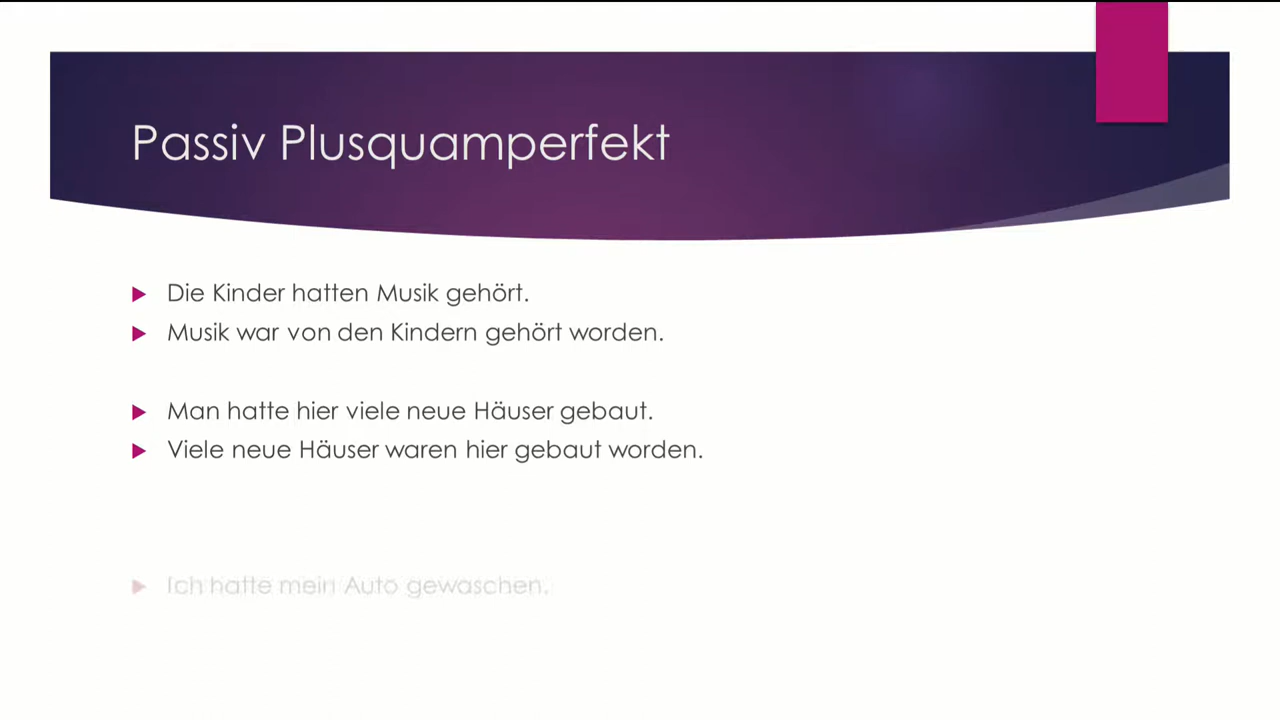 Passiv Plusquamperfekt
Die Kinder hatten Musik gehört.
Musik war von den Kindern gehört worden.
Man hatte hier viele neue Häuser gebaut.
Viele neue Häuser waren hier gebaut worden.
Ich hatte mein Auto gewaschen.